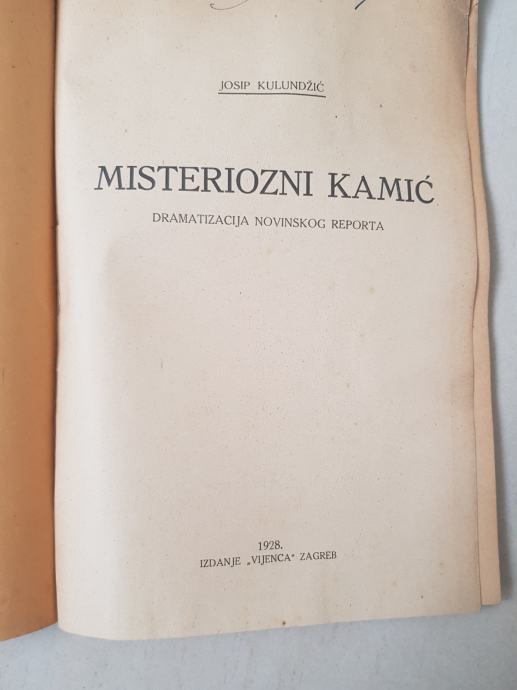 JOSIP KULUNDŽIĆ
MISTERIOZNI KAMIĆ
DRAMATIZACIJA NOVINSKOG REPORTA
1928.
IZDANJE „VIJENCA“ ZAGREB